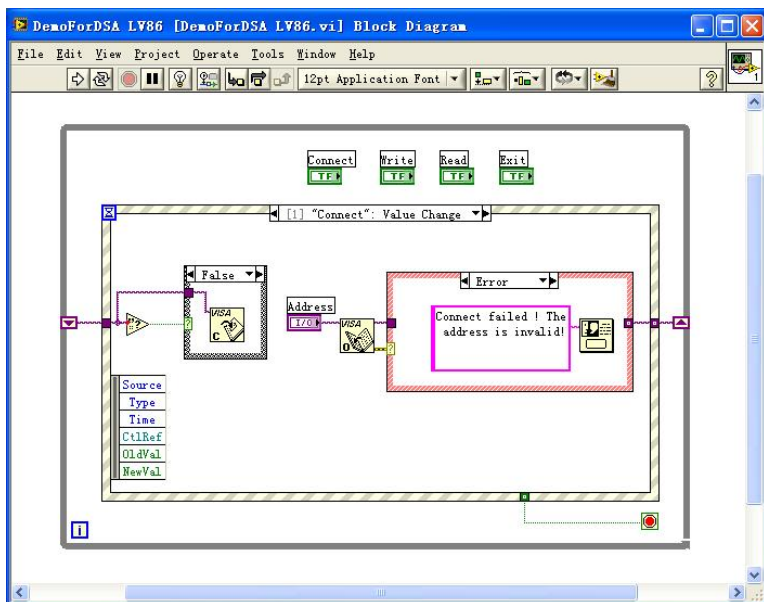 DemoForDSA LV86 [DemoForDSA LV86.vi] Block Diagram
File Edit View Project Operate Tools Window Help
12pt Application Font
?
1
Connect Write Read Exit
TF TF TF TF
[1] "Connect": Value Change
False
Error
Address
I/O
VISA
C
VISA
O
?
?
?
Connect failed ! The
address is invalid!
Source
Type
Time
CtlRef
OldVal
NewVal
i